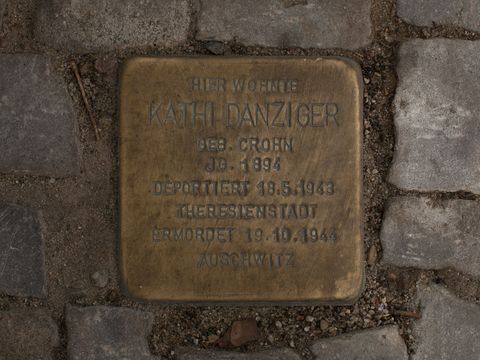 HIER WOHNTE
KÄTHI DANZIGER
GEB. CROHN
JG. 1894
DEPORTIERT 18.5.1943
THERESIENSTADT
ERMORDET 19.10.1944
AUSCHWITZ